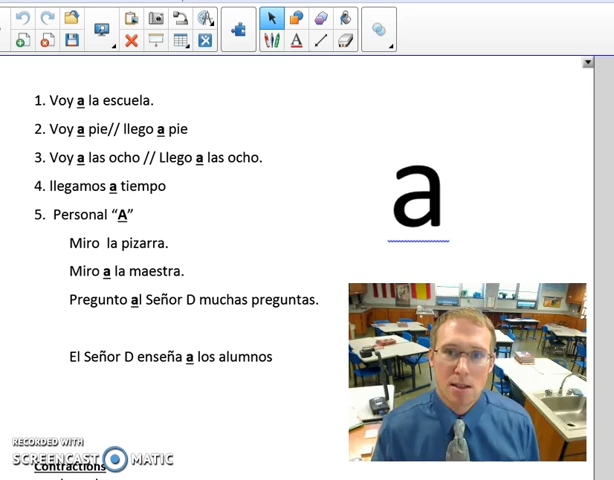 1. Voy a la escuela.
2. Voy a pie// llego a pie
3. Voy a las ocho // Llego a las ocho.
4. llegamos a tiempo
5. Personal “A”
Miro la pizarra.
Miro a la maestra.
Pregunto al Señor D muchas preguntas.
El Señor D enseña a los alumnos
a
RECORDED WITH
SCREENCAST MATIC
Contractions